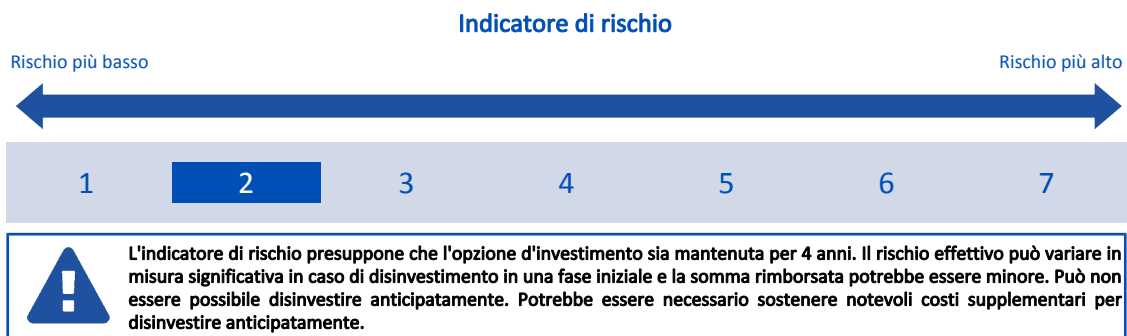 Indicatore di rischio
Rischio più basso Rischio più alto
1 2 3 4 5 6 7
L'indicatore di rischio presuppone che l'opzione d'investimento sia mantenuta per 4 anni. Il rischio effettivo può variare in
misura significativa in caso di disinvestimento in una fase iniziale e la somma rimborsata potrebbe essere minore. Può non
essere possibile disinvestire anticipatamente. Potrebbe essere necessario sostenere notevoli costi supplementari per
disinvestire anticipatamente.